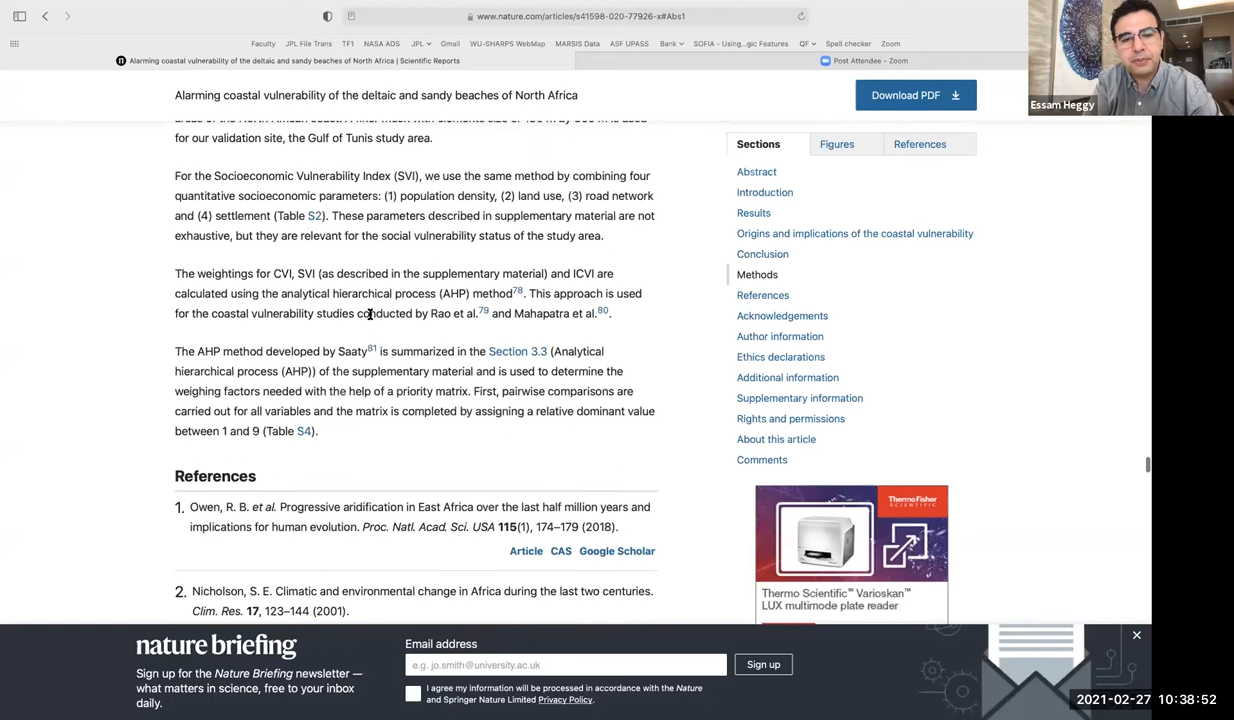 www.nature.com/articles/s41598-020-77926-x#Abs1
Faculty JPL File Trans TF1 NASA ADS JPL Gmail WU-SHARPS WebMap MARSIS Data ASF UPASS Bank SOFIA - Using...gic Features QF Spell checker Zoom
Alarming coastal vulnerability of the deltaic and sandy beaches of North Africa | Scientific Reports
Post Attendee - Zoom
Essam Heggy
Alarming coastal vulnerability of the deltaic and sandy beaches of North Africa
Download PDF
for our validation site, the Gulf of Tunis study area.
For the Socioeconomic Vulnerability Index (SVI), we use the same method by combining four
quantitative socioeconomic parameters: (1) population density, (2) land use, (3) road network
and (4) settlement (Table S2). These parameters described in supplementary material are not
exhaustive, but they are relevant for the social vulnerability status of the study area.
The weightings for CVI, SVI (as described in the supplementary material) and ICVI are
calculated using the analytical hierarchical process (AHP) method78. This approach is used
for the coastal vulnerability studies conducted by Rao et al.79 and Mahapatra et al.80.
The AHP method developed by Saaty81 is summarized in the Section 3.3 (Analytical
hierarchical process (AHP)) of the supplementary material and is used to determine the
weighing factors needed with the help of a priority matrix. First, pairwise comparisons are
carried out for all variables and the matrix is completed by assigning a relative dominant value
between 1 and 9 (Table S4).
References
1. Owen, R. B. et al. Progressive aridification in East Africa over the last half million years and
implications for human evolution. Proc. Natl. Acad. Sci. USA 115(1), 174–179 (2018).
Article CAS Google Scholar
2. Nicholson, S. E. Climatic and environmental change in Africa during the last two centuries.
Clim. Res. 17, 123–144 (2001).
Sections Figures References
Abstract
Introduction
Results
Origins and implications of the coastal vulnerability
Conclusion
Methods
References
Acknowledgements
Author information
Ethics declarations
Additional information
Supplementary information
Rights and permissions
About this article
Comments
ThermoFisher
SCIENTIFIC
Thermo Scientific™ Varioskan™
LUX multimode plate reader
nature briefing
Sign up for the Nature Briefing newsletter —
what matters in science, free to your inbox
daily.
Email address
e.g. jo.smith@university.ac.uk
Sign up
I agree my information will be processed in accordance with the Nature
and Springer Nature Limited Privacy Policy.
2021-02-27 10:38:52